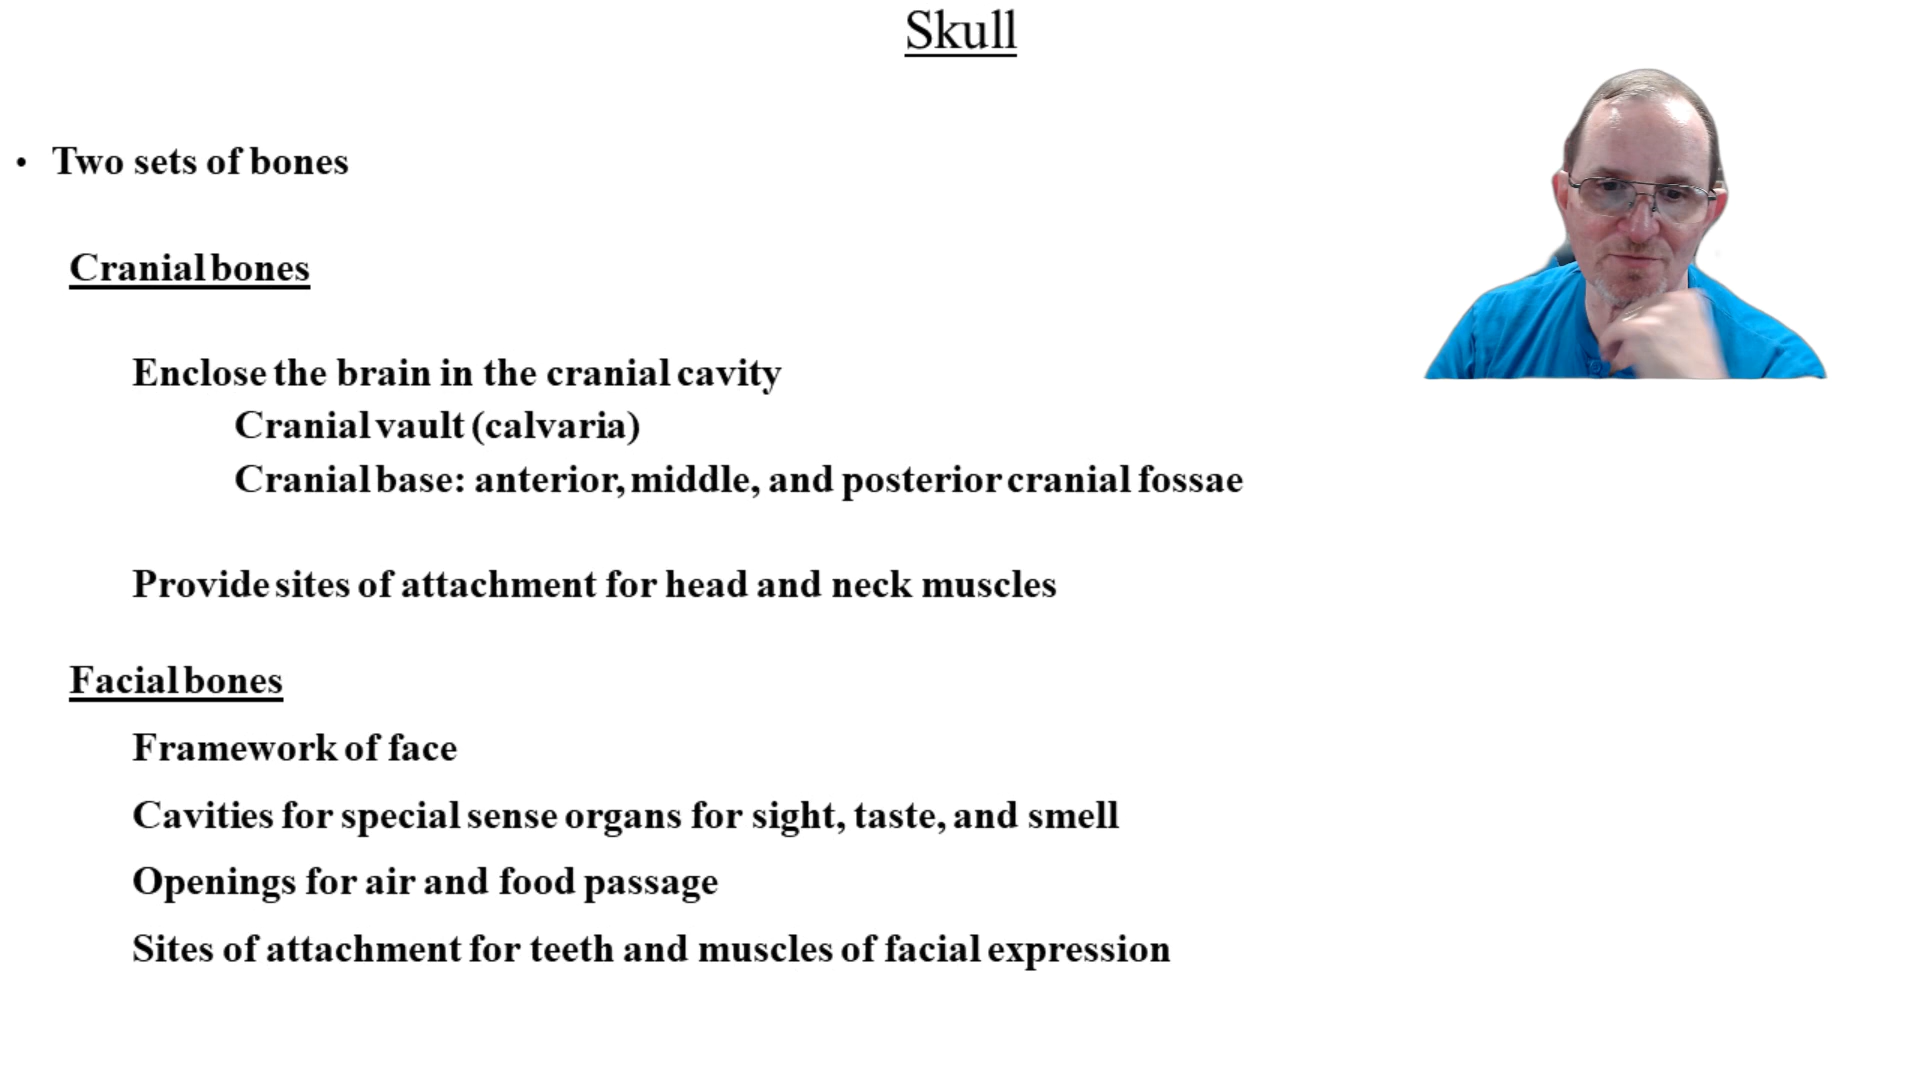 Skull
• Two sets of bones
Cranial bones
Enclose the brain in the cranial cavity
Cranial vault (calvaria)
Cranial base: anterior, middle, and posterior cranial fossae
Provide sites of attachment for head and neck muscles
Facial bones
Framework of face
Cavities for special sense organs for sight, taste, and smell
Openings for air and food passage
Sites of attachment for teeth and muscles of facial expression